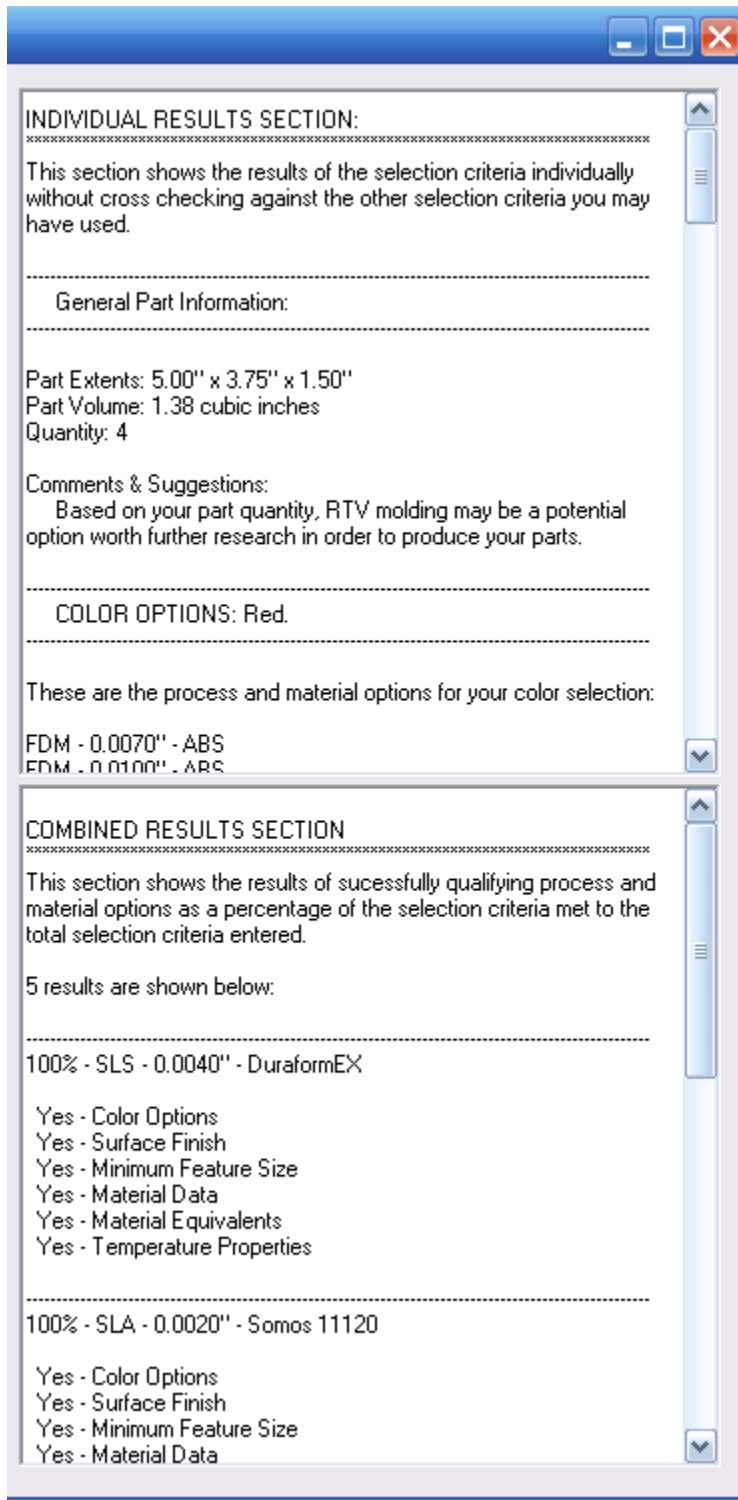 INDIVIDUAL RESULTS SECTION:
This section shows the results of the selection criteria individually
without cross checking against the other selection criteria you may
have used.
General Part Information:
Part Extents: 5.00" x 3.75" x 1.50"
Part Volume: 1.38 cubic inches
Quantity: 4
Comments & Suggestions:
Based on your part quantity, RTV molding may be a potential
option worth further research in order to produce your parts.
COLOR OPTIONS: Red.
These are the process and material options for your color selection:
FDM - 0.0070" - ABS
FDM - 0.0100" - ABS
COMBINED RESULTS SECTION
This section shows the results of sucessfully qualifying process and
material options as a percentage of the selection criteria met to the
total selection criteria entered.
5 results are shown below:
100% - SLS - 0.0040" - DuraformEX
Yes - Color Options
Yes - Surface Finish
Yes - Minimum Feature Size
Yes - Material Data
Yes - Material Equivalents
Yes - Temperature Properties
100% - SLA - 0.0020" - Somos 11120
Yes - Color Options
Yes - Surface Finish
Yes - Minimum Feature Size
Yes - Material Data